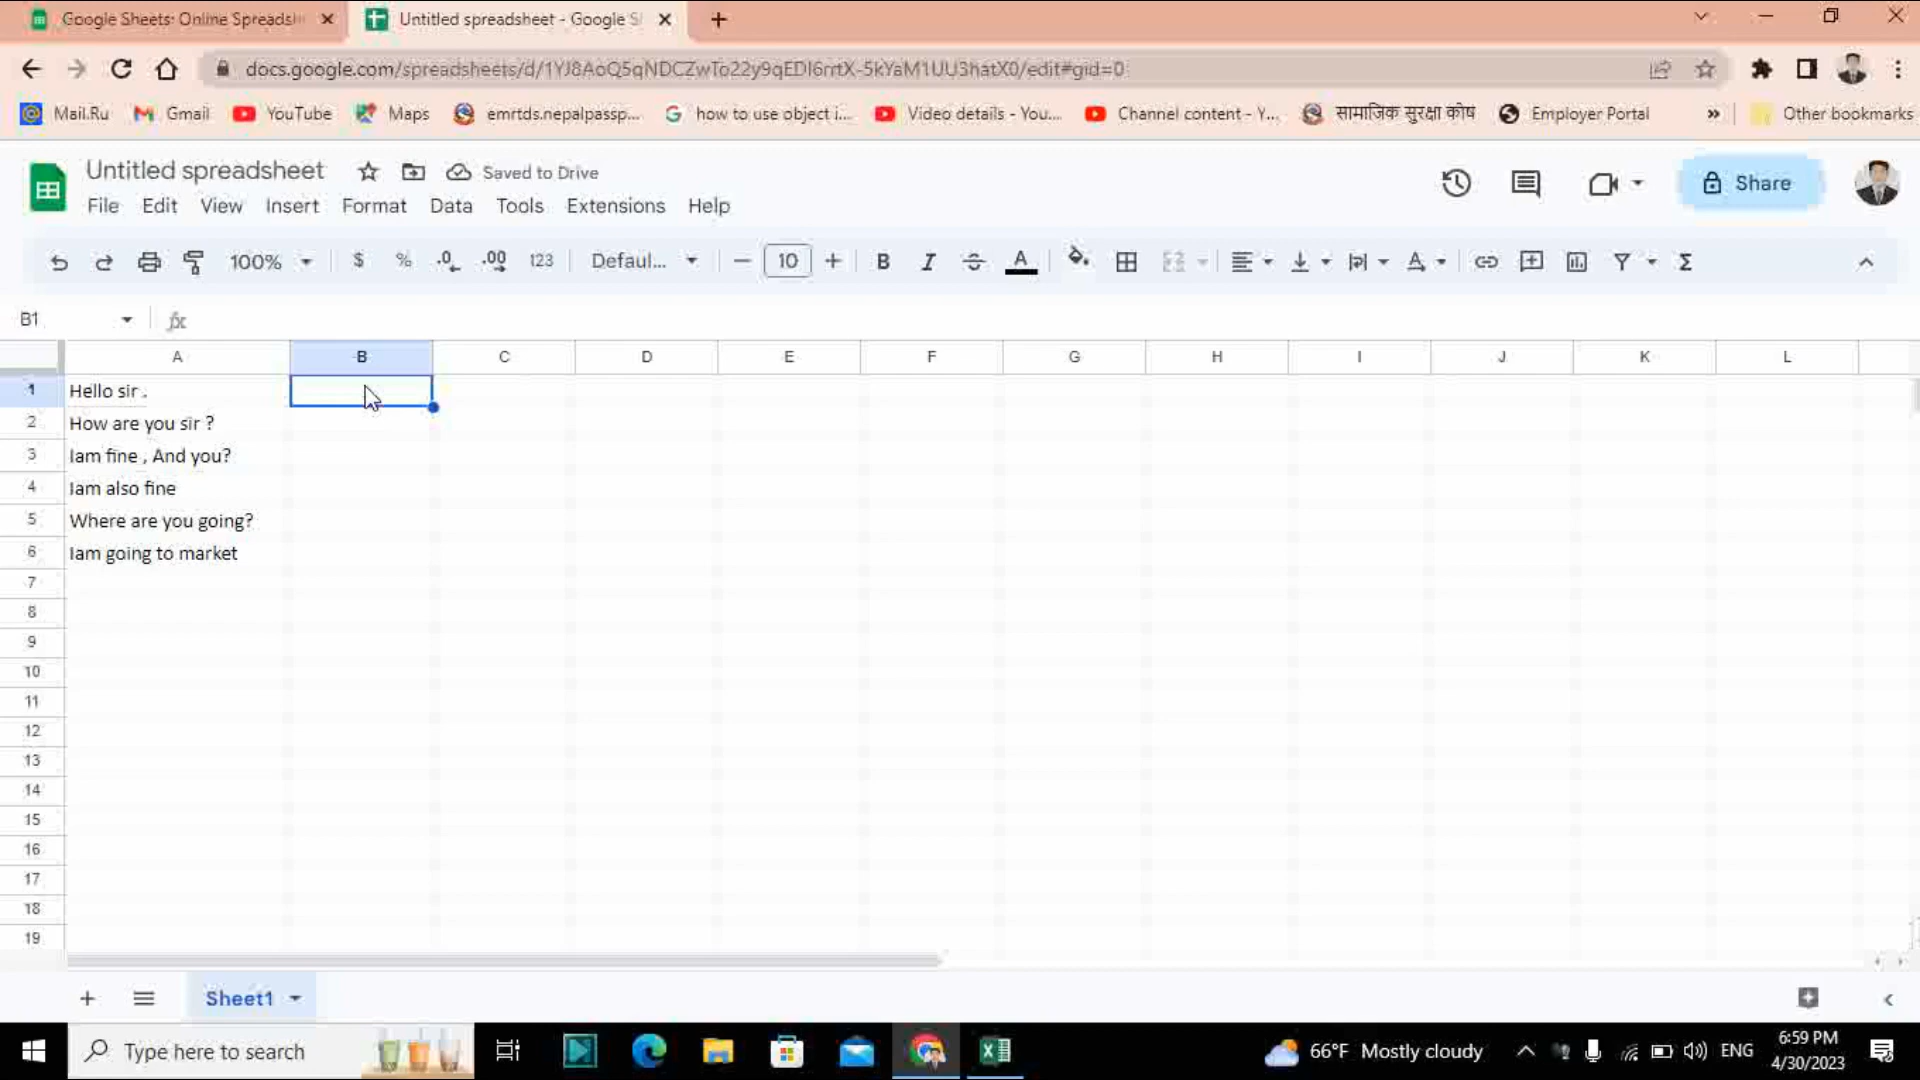 Google Sheets: Online Spreadsh
Untitled spreadsheet - Google S
docs.google.com/spreadsheets/d/1YJ8AoQ5qNDCZwTo22y9qEDI6rrtX-5kYaM1UU3hatX0/edit#gid=0
Mail.Ru Gmail YouTube Maps emrtds.nepalpassp... how to use object i... Video details - You.... Channel content - Y... सामाजिक सुरक्षा कोष Employer Portal » Other bookmarks
Untitled spreadsheet Saved to Drive
File Edit View Insert Format Data Tools Extensions Help
Share
100% $ % .0 .00 123 Defaul... 10 B I A Σ
B1 fx
A B C D E F G H I J K L
1 Hello sir .
2 How are you sir ?
3 Iam fine , And you?
4 Iam also fine
5 Where are you going?
6 Iam going to market
7
8
9
10
11
12
13
14
15
16
17
18
19
Sheet1
Type here to search
66°F Mostly cloudy ENG
6:59 PM
4/30/2023